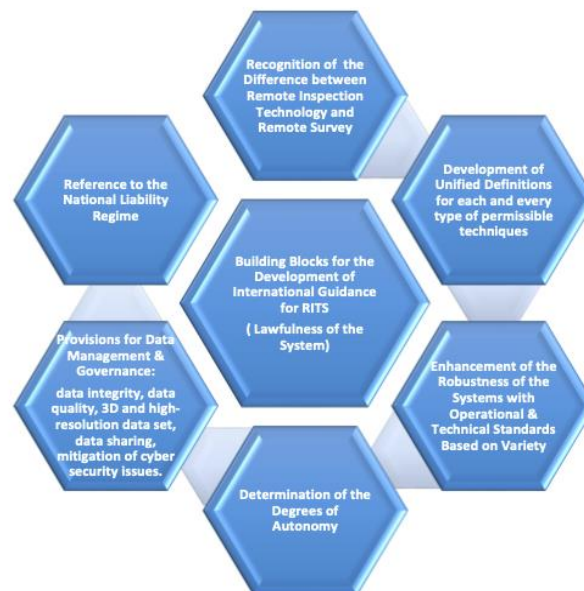 Recognition of the
Difference between
Remote Inspection
Technology and
Remote Survey
Development of
Unified Definitions
for each and every
type of permissible
techniques
Enhancement of the
Robustness of the
Systems with
Operational &
Technical Standards
Based on Variety
Determination of the
Degrees of
Autonomy
Provisions for Data
Management &
Governance:
data integrity, data
quality, 3D and high-
resolution data set,
data sharing,
mitigation of cyber
security issues.
Reference to the
National Liability
Regime
Building Blocks for the
Development of
International Guidance
for RITS
( Lawfulness of the
System)